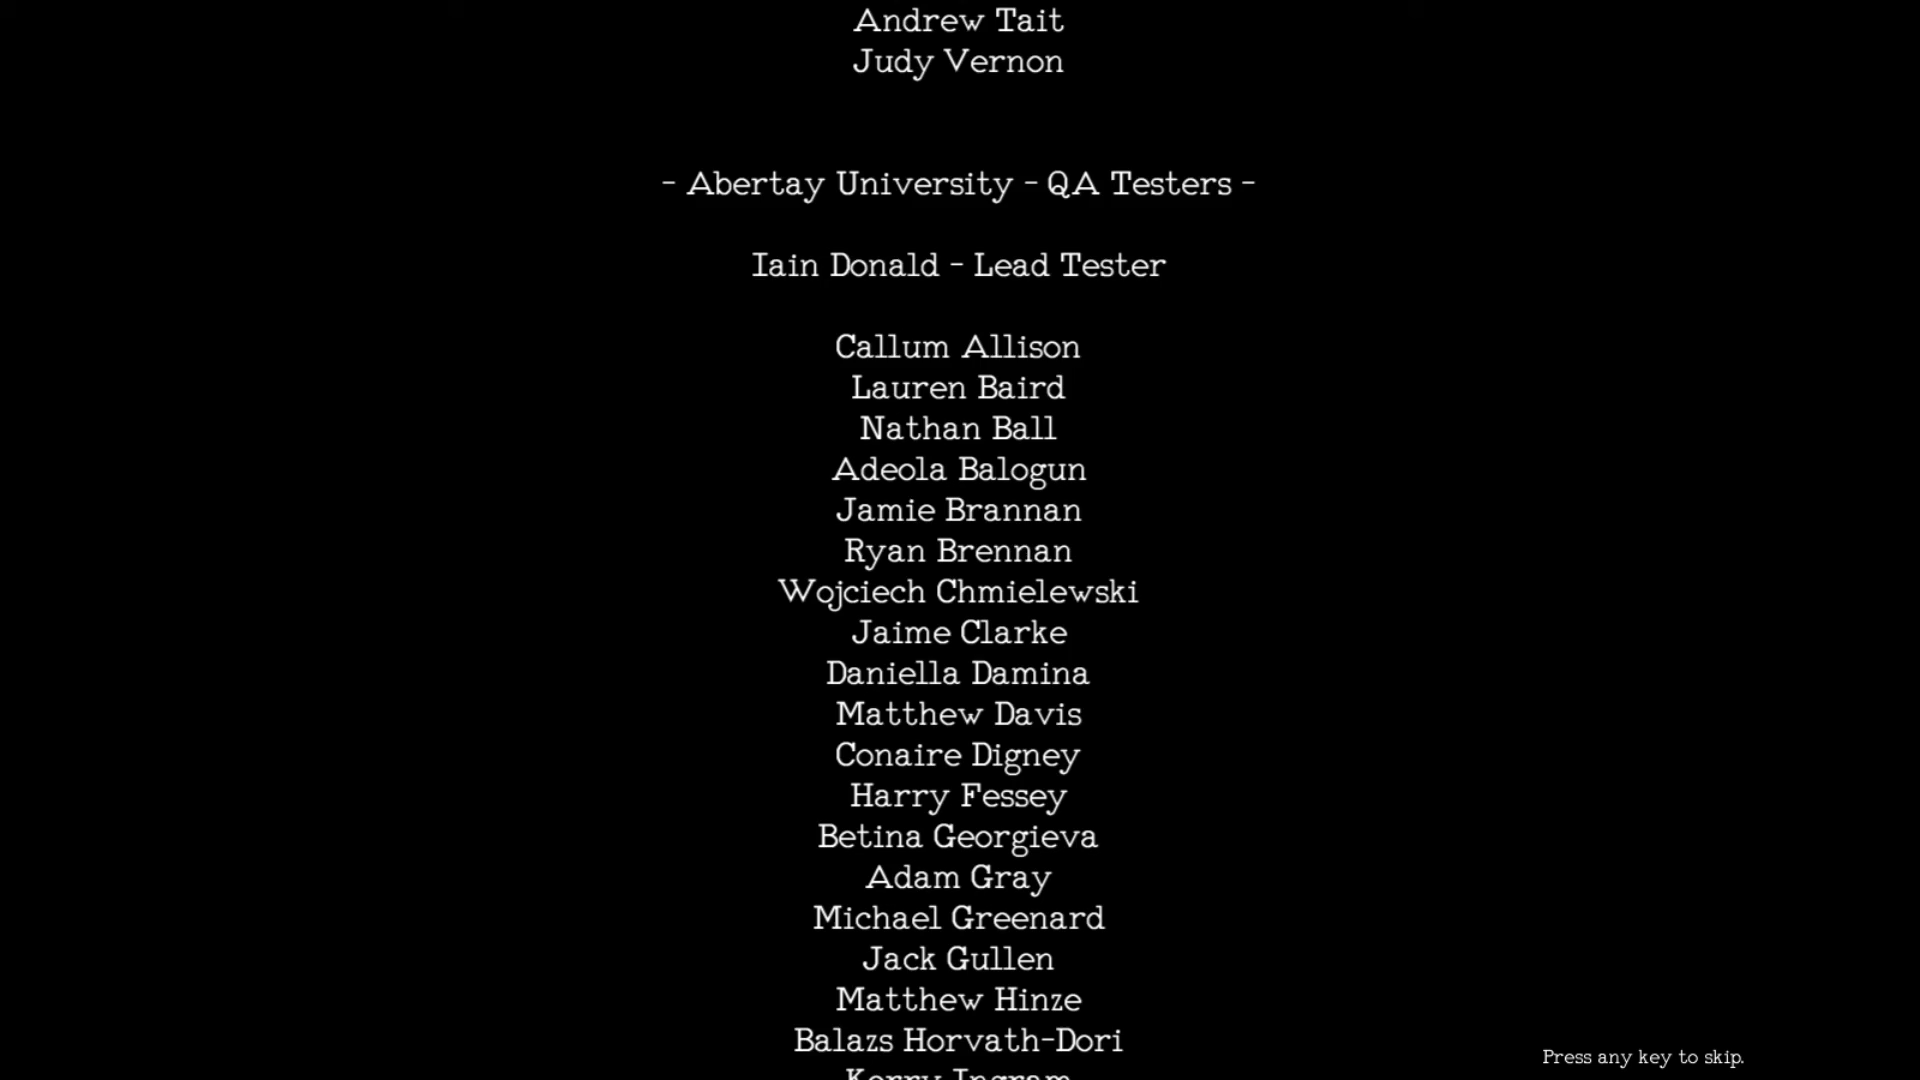 Andrew Tait
Judy Vernon
- Abertay University - QA Testers -
Iain Donald - Lead Tester
Callum Allison
Lauren Baird
Nathan Ball
Adeola Balogun
Jamie Brannan
Ryan Brennan
Wojciech Chmielewski
Jaime Clarke
Daniella Damina
Matthew Davis
Conaire Digney
Harry Fessey
Betina Georgieva
Adam Gray
Michael Greenard
Jack Gullen
Matthew Hinze
Balazs Horvath-Dori
Kerry Ingram
Press any key to skip.